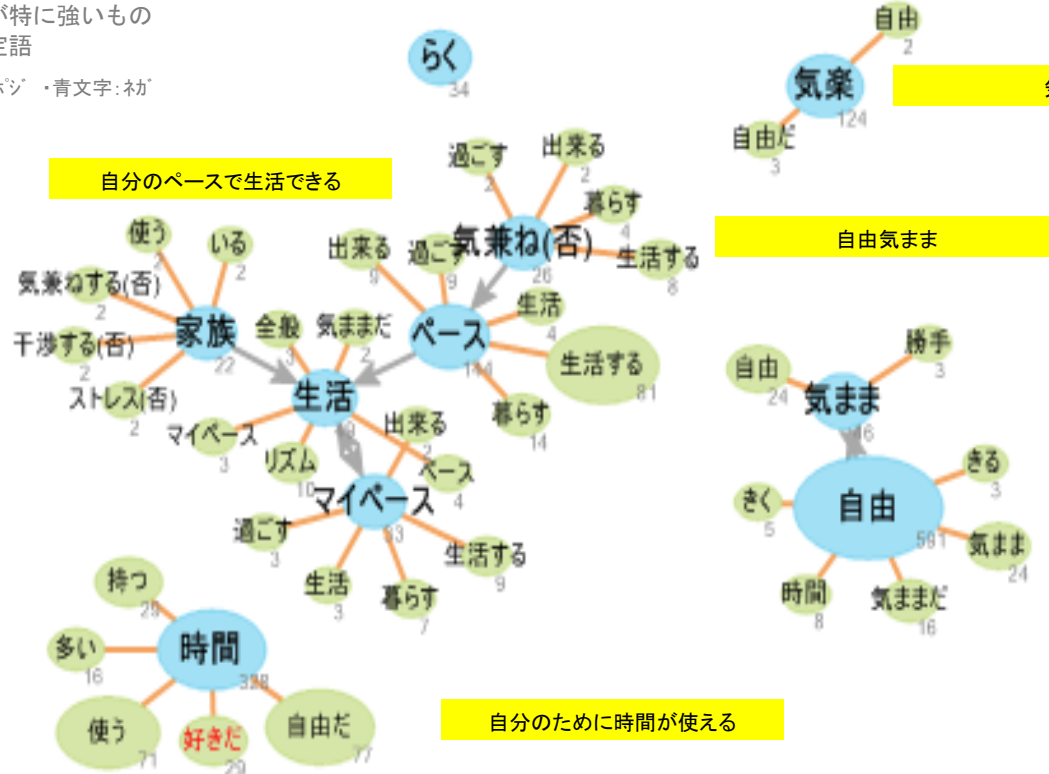 が特に強いもの
定語
ポジ ・青文字:ネガ
らく
34
自由
2
気楽
124
自由だ
3
自分のペースで生活できる
自由気まま
過ごす
2
出来る
2
暮らす
4
気兼ね(否)
26
生活する
8
使う
2
いる
2
気兼ねする(否)
2
干渉する(否)
2
ストレス(否)
2
家族
22
出来る
9
過ごす
9
ペース
144
生活
4
生活する
81
暮らす
14
全般
3
気ままだ
2
生活
マイペース
3
リズム
10
出来る
2
ペース
4
マイペース
過ごす
3
生活
3
暮らす
7
生活する
9
自由
24
勝手
3
気まま
自由
591
きる
3
きく
5
気まま
24
時間
8
気ままだ
16
持つ
多い
16
時間
328
使う
71
好きだ
29
自由だ
77
自分のために時間が使える